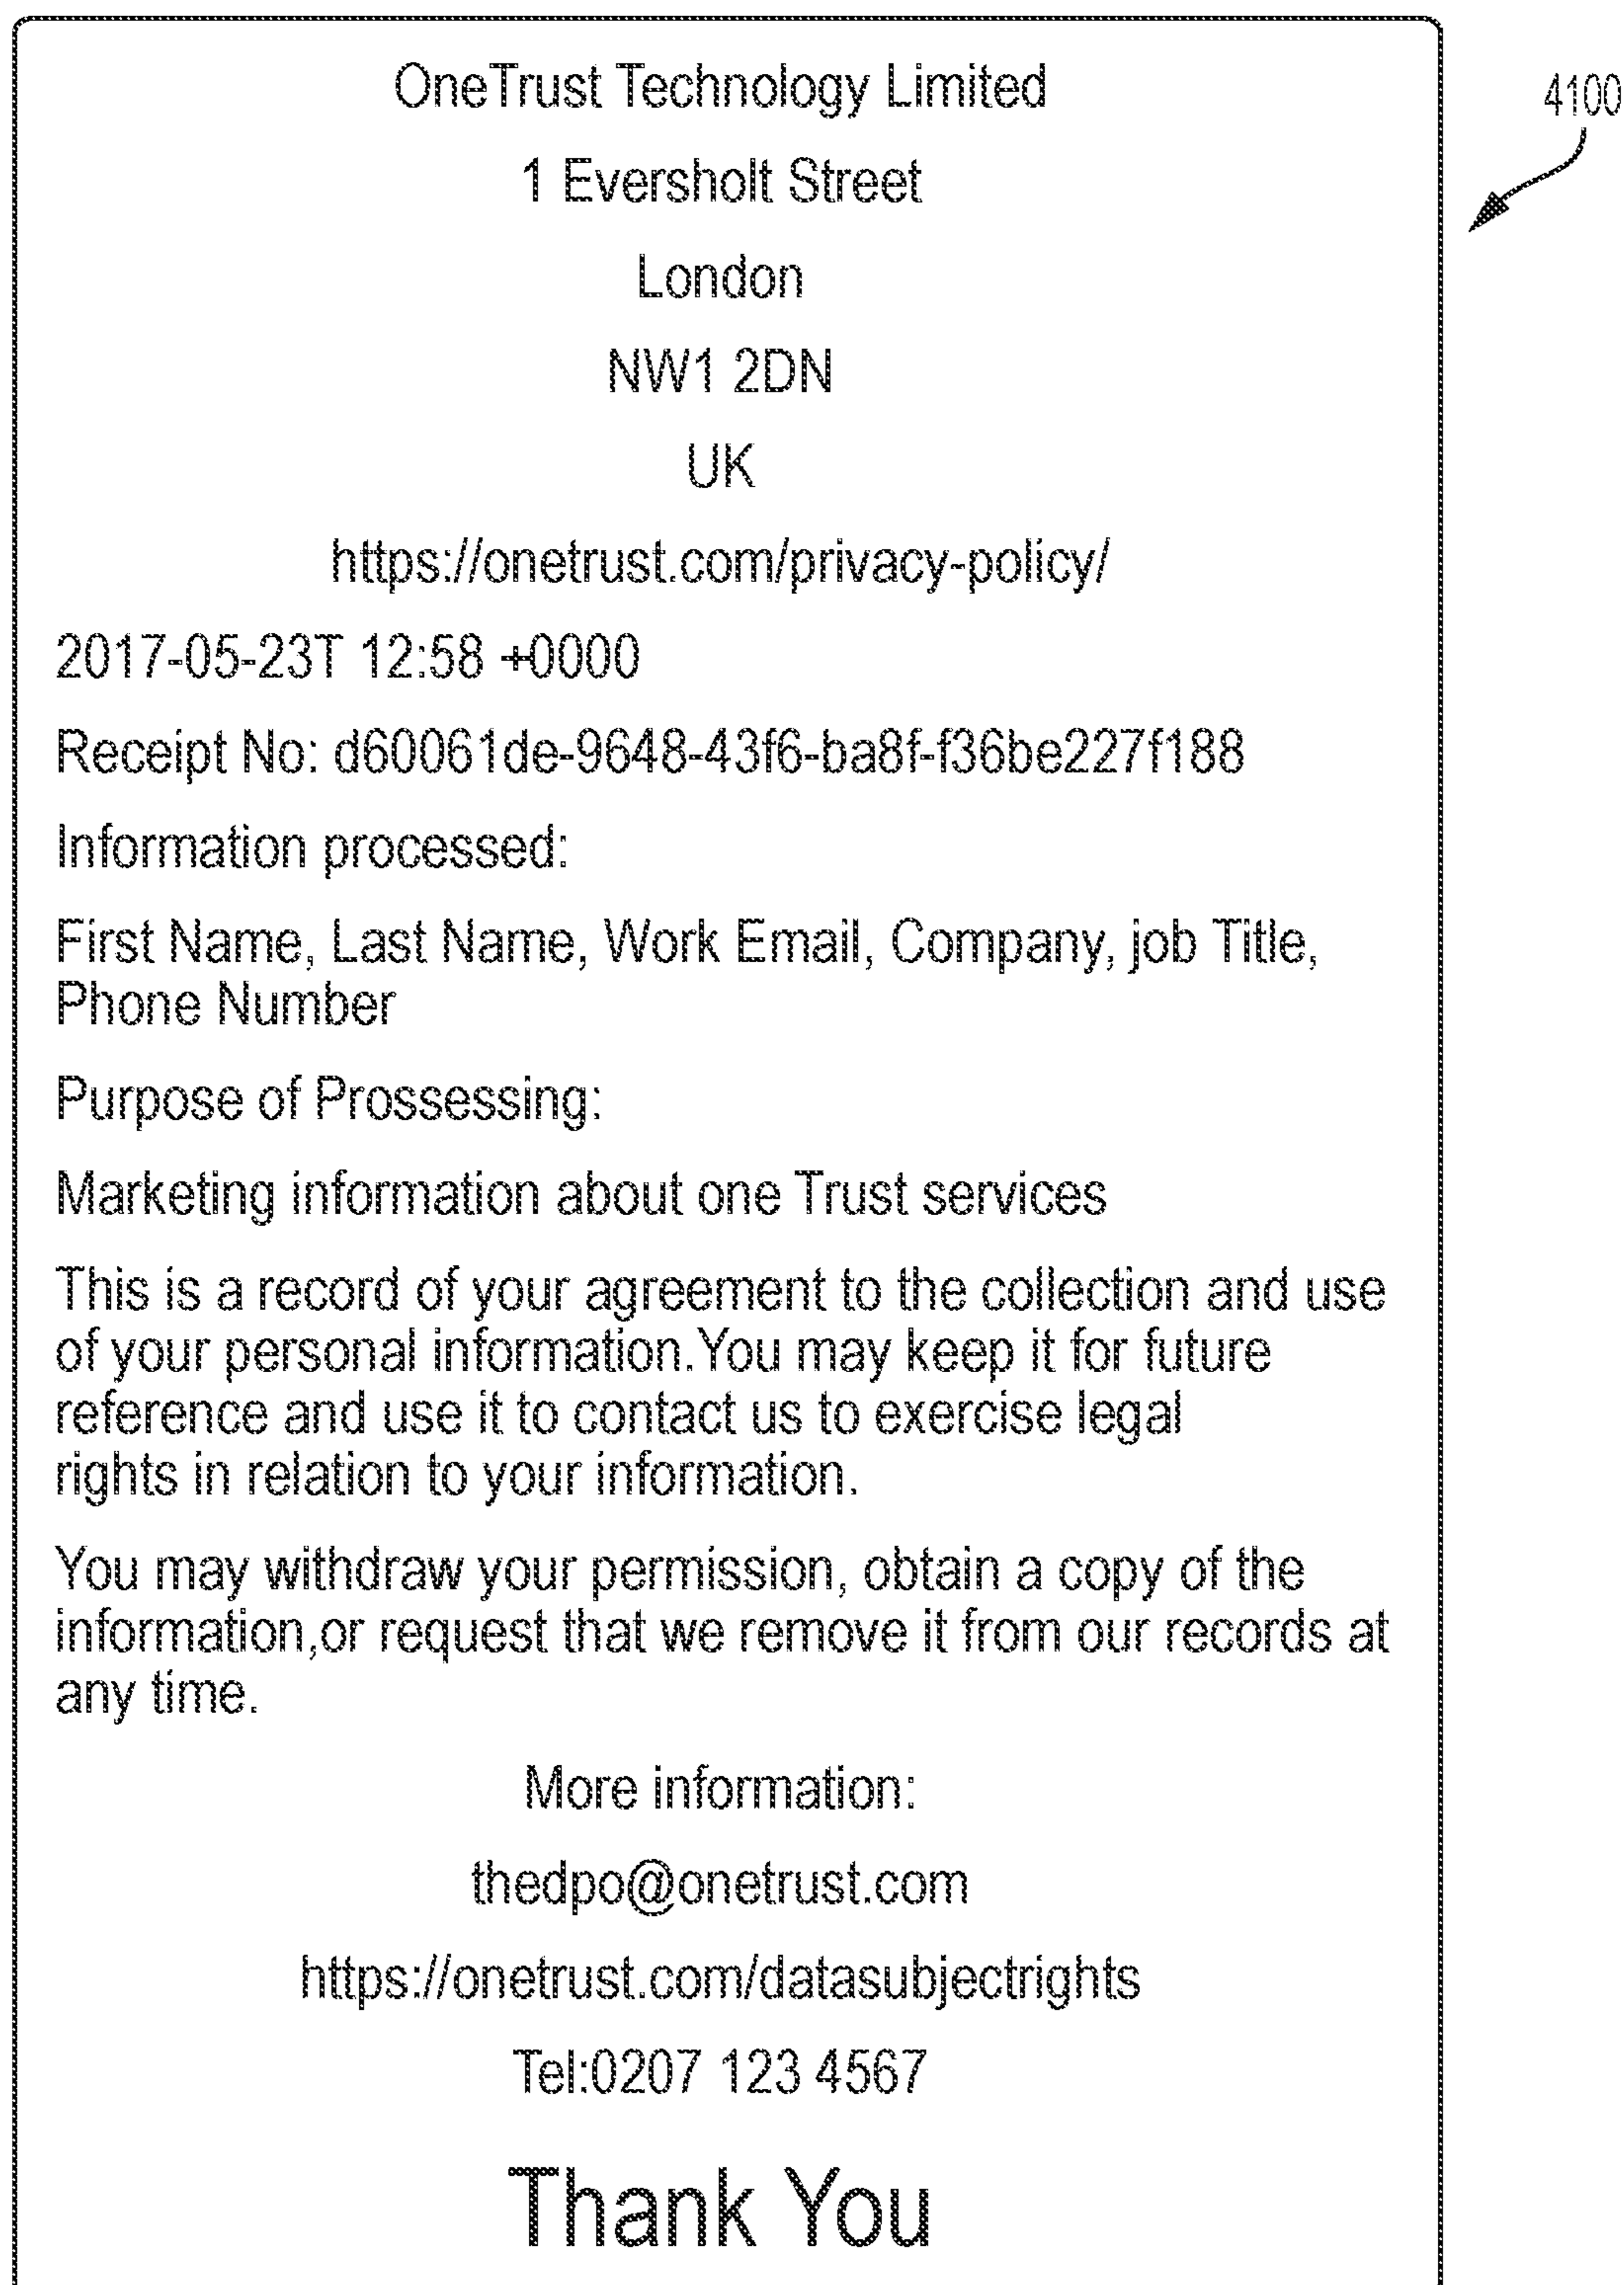 OneTrust Technology Limited
4100
1 Eversholt Street
London
NW1 2DN
UK
https://onetrust.com/privacy-policy/
2017-05-23T 12:58 +0000
Receipt No: d60061de-9648-43f6-ba8f-f36be227f188
Information processed:
First Name, Last Name, Work Email, Company, job Title,
Phone Number
Purpose of Prossessing:
Marketing information about one Trust services
This is a record of your agreement to the collection and use
of your personal information.You may keep it for future
reference and use it to contact us to exercise legal
rights in relation to your information.
You may withdraw your permission, obtain a copy of the
information,or request that we remove it from our records at
any time.
More information:
thedpo@onetrust.com
https://onetrust.com/datasubjectrights
Tel:0207 123 4567
Thank You